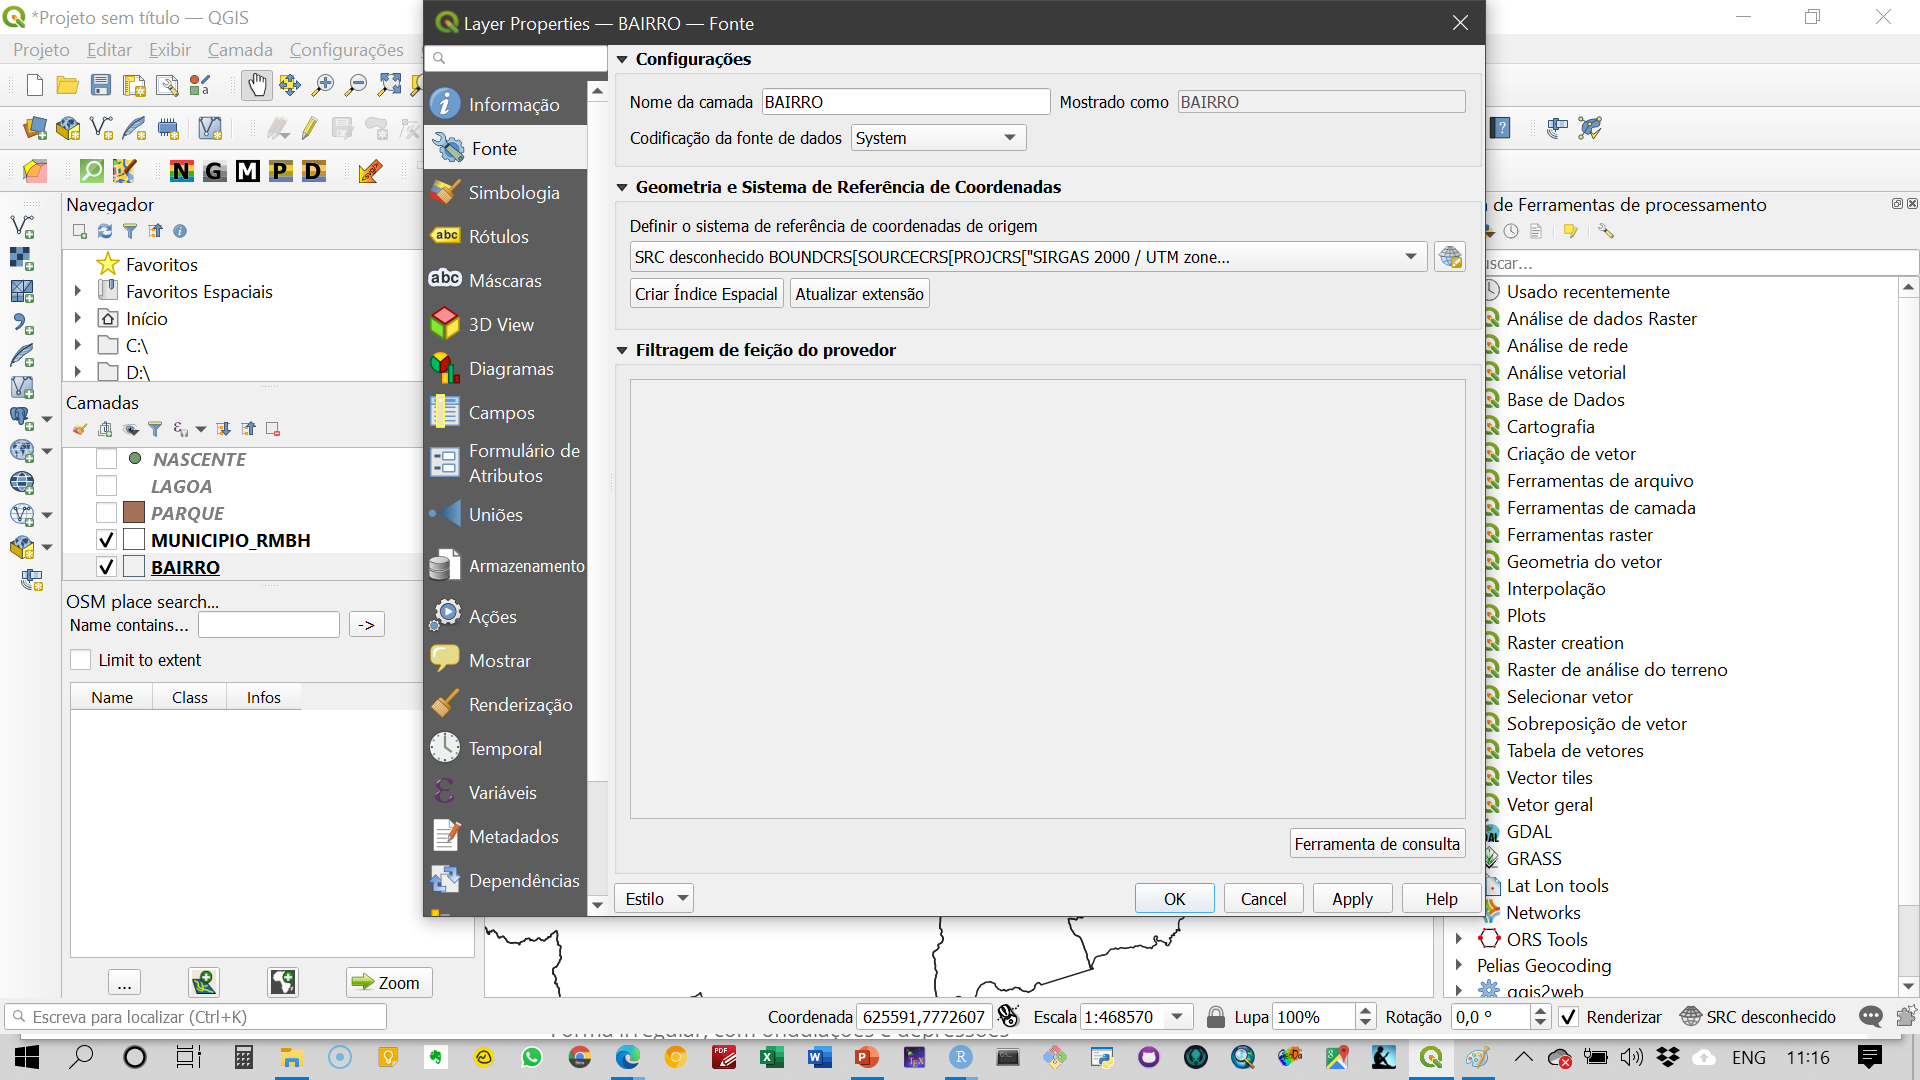 *Projeto sem título — QGIS
Projeto Editar Exibir Camada Configurações
N G M P D
Navegador
Favoritos
Favoritos Espaciais
Início
C:\
D:\
Camadas
NASCENTE
LAGOA
PARQUE
MUNICIPIO_RMBH
BAIRRO
OSM place search...
Name contains...
->
Limit to extent
Name Class Infos
...
Zoom
Layer Properties — BAIRRO — Fonte
Informação
Fonte
Simbologia
abc Rótulos
abc Máscaras
3D View
Diagramas
Campos
Formulário de
Atributos
Uniões
Armazenamento
Ações
Mostrar
Renderização
Temporal
Variáveis
Metadados
Dependências
Configurações
Nome da camada BAIRRO Mostrado como BAIRRO
Codificação da fonte de dados System
Geometria e Sistema de Referência de Coordenadas
Definir o sistema de referência de coordenadas de origem
SRC desconhecido BOUNDCRS[SOURCECRS[PROJCRS["SIRGAS 2000 / UTM zone...
Criar Índice Espacial Atualizar extensão
Filtragem de feição do provedor
Ferramenta de consulta
Estilo OK Cancel Apply Help
de Ferramentas de processamento
uscar...
Usado recentemente
Análise de dados Raster
Análise de rede
Análise vetorial
Base de Dados
Cartografia
Criação de vetor
Ferramentas de arquivo
Ferramentas de camada
Ferramentas raster
Geometria do vetor
Interpolação
Plots
Raster creation
Raster de análise do terreno
Selecionar vetor
Sobreposição de vetor
Tabela de vetores
Vector tiles
Vetor geral
GDAL
GRASS
Lat Lon tools
Networks
ORS Tools
Pelias Geocoding
qgis2web
Escreva para localizar (Ctrl+K) Coordenada 625591,7772607 Escala 1:468570 Lupa 100% Rotação 0,0 ° Renderizar SRC desconhecido
Forma irregular, com ondulações e depressões
ENG 11:16